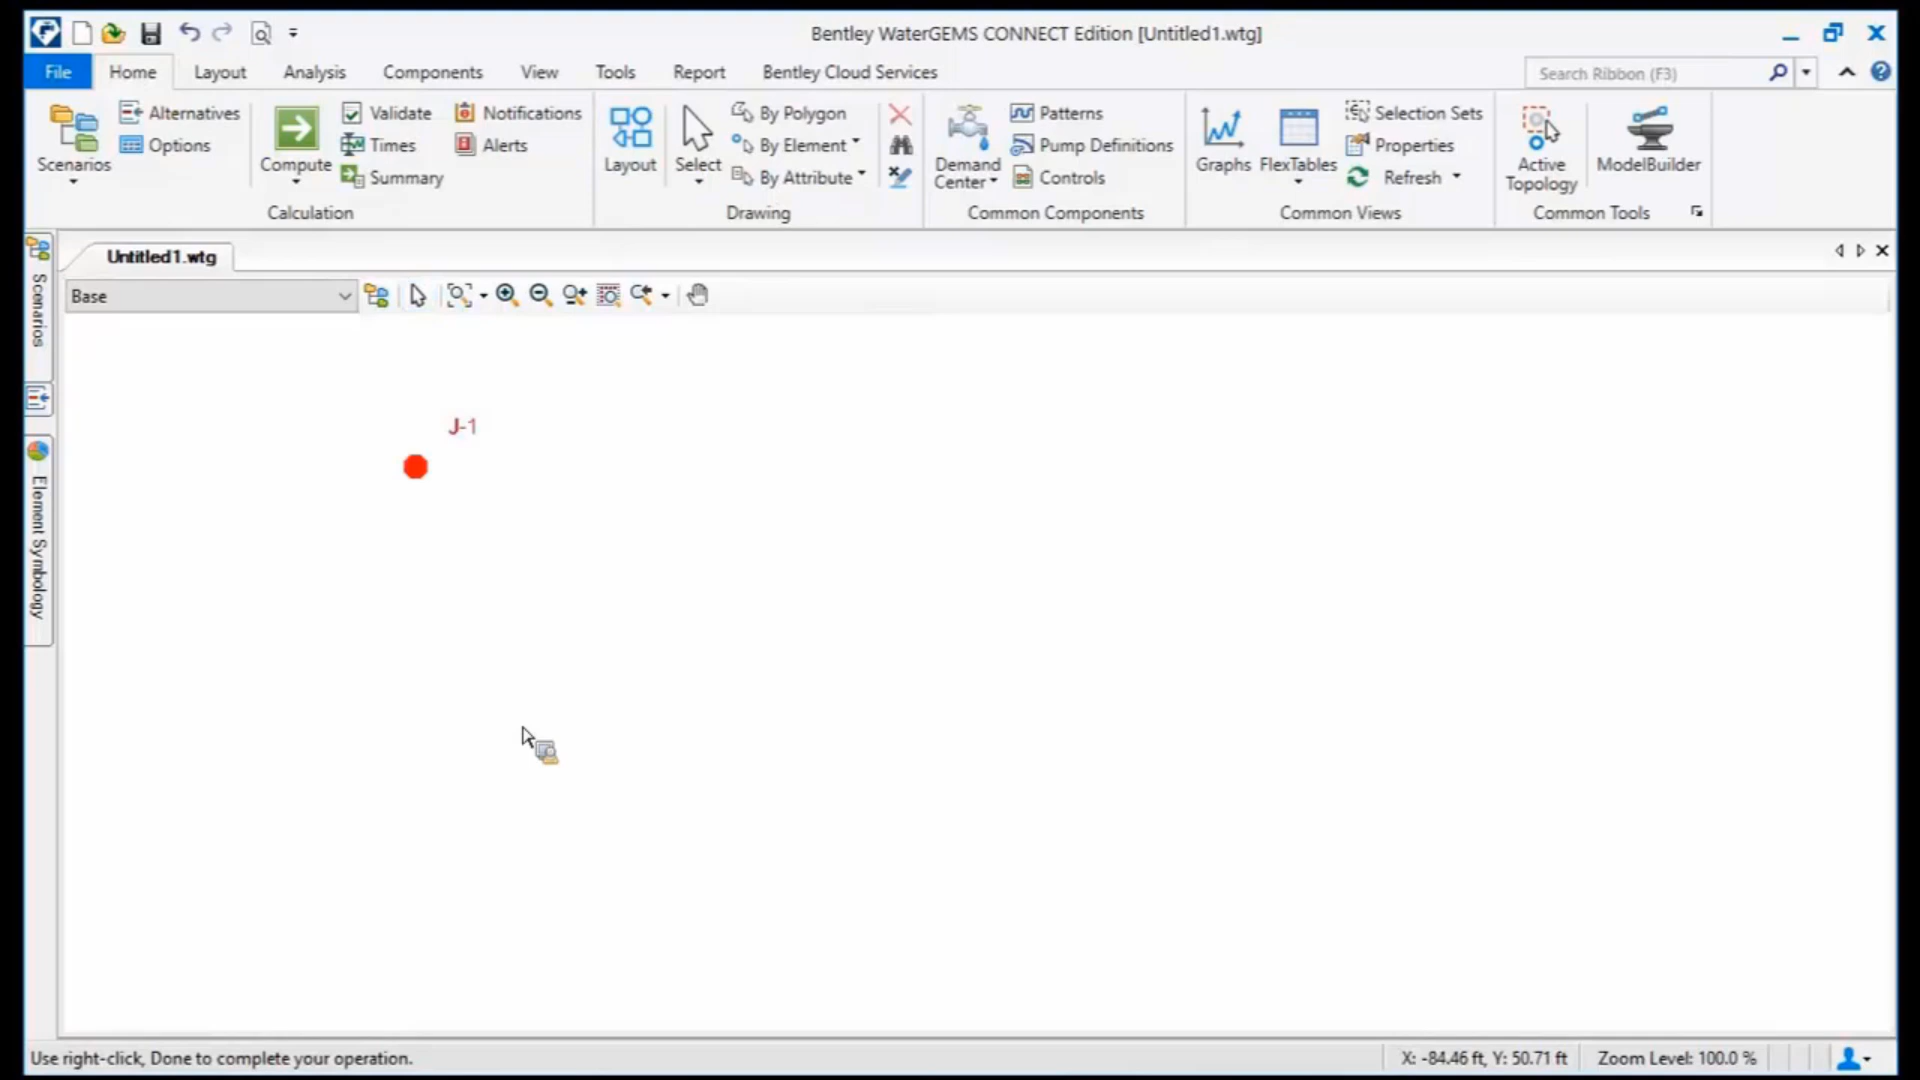 Bentley WaterGEMS CONNECT Edition [Untitled1.wtg]
File Home Layout Analysis Components View Tools Report Bentley Cloud Services Search Ribbon (F3)
Scenarios
Alternatives
Options
Compute
Validate
Times
Summary
Notifications
Alerts
Calculation
Layout
Select
By Polygon
By Element
By Attribute
Drawing
Demand Center
Patterns
Pump Definitions
Controls
Common Components
Graphs
FlexTables
Selection Sets
Properties
Refresh
Common Views
Active Topology
ModelBuilder
Common Tools
Untitled1.wtg
Base
Scenarios
Element Symbology
J-1
Use right-click, Done to complete your operation.
X: -84.46 ft, Y: 50.71 ft
Zoom Level: 100.0 %